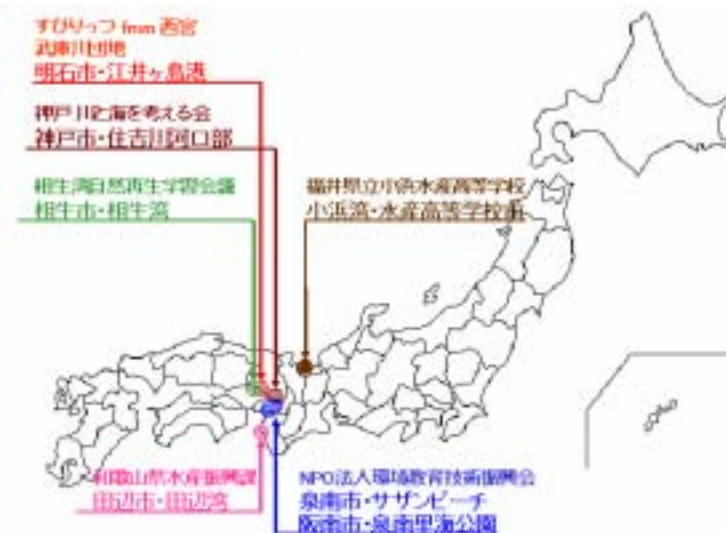 すぴりっつ fmm 西宮
武庫川団地
明石市・江井ヶ島港
神戸川と海を考える会
神戸市・住吉川河口部
相生湾自然再生学習会議
相生市・相生湾
福井県立小浜水産高等学校
小浜湾・水産高等学校前
和歌山県水産振興課
田辺市・田辺湾
NPO法人環境教育技術振興会
泉南市・サザンビーチ
阪南市・泉南里海公園